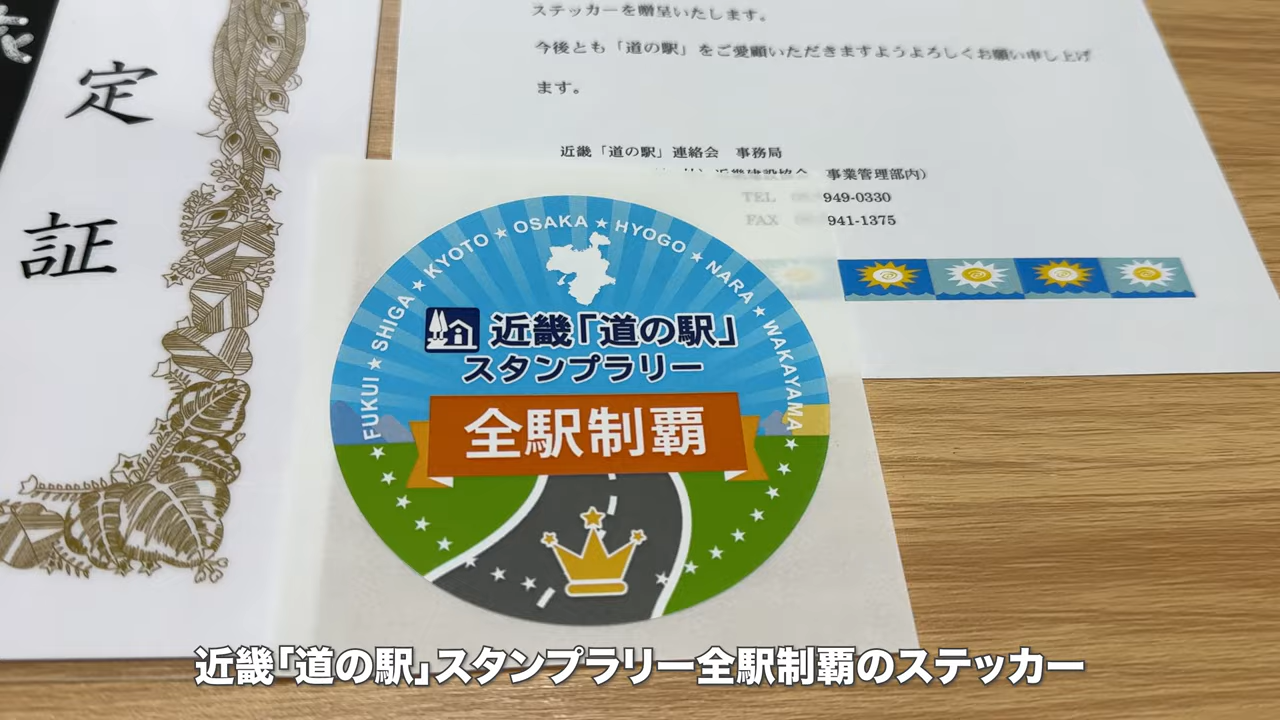 定
証
ステッカーを贈呈いたします。
今後とも「道の駅」をご愛顧いただきますようよろしくお願い申し上げ
ます。
近畿「道の駅」連絡会 事務局
近畿建設協会 事業管理部内)
TEL 949-0330
FAX 941-1375
FUKUI ★ SHIGA ★ KYOTO ★ OSAKA ★ HYOGO ★ NARA ★ WAKAYAMA
近畿「道の駅」
スタンプラリー
全駅制覇
近畿「道の駅」スタンプラリー全駅制覇のステッカー